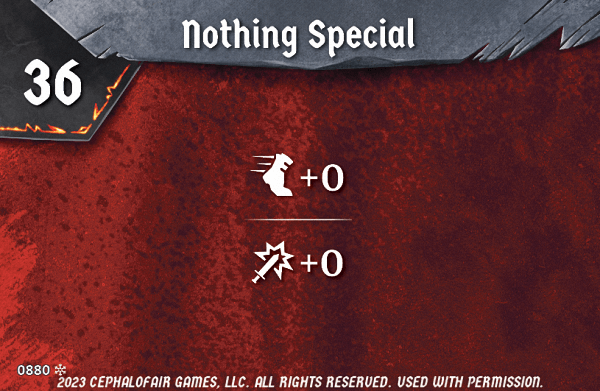 Nothing Special
36
+0
+0
0880
2023 CEPHALOFAIR GAMES, LLC. ALL RIGHTS RESERVED. USED WITH PERMISSION.